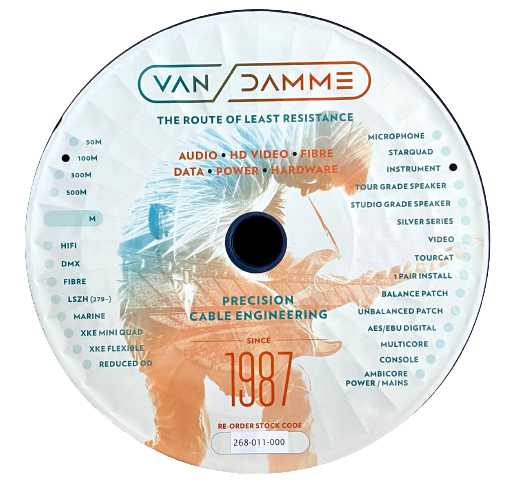 VAN DAMME
THE ROUTE OF LEAST RESISTANCE
AUDIO • HD VIDEO • FIBRE
DATA • POWER • HARDWARE
50M
100M
300M
500M
M
HIFI
DMX
FIBRE
LSZH (278-)
MARINE
XKE MINI QUAD
XKE FLEXIBLE
REDUCED OD
MICROPHONE
STARQUAD
INSTRUMENT
TOUR GRADE SPEAKER
STUDIO GRADE SPEAKER
SILVER SERIES
VIDEO
TOURCAT
1 PAIR INSTALL
BALANCE PATCH
UNBALANCED PATCH
AES/EBU DIGITAL
MULTICORE
CONSOLE
AMBICORE
POWER / MAINS
PRECISION
CABLE ENGINEERING
SINCE
1987
RE-ORDER STOCK CODE
268-011-000